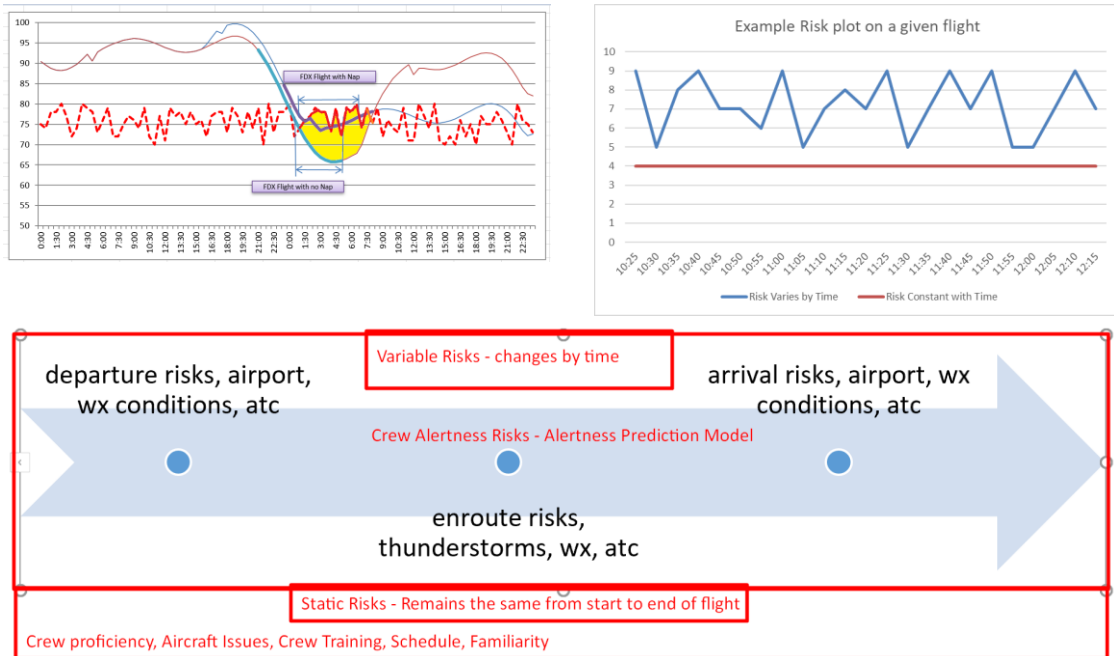 100
95
90
85
80
75
70
65
60
55
50
FDX Flight with Nap
FDX Flight with no Nap
0:00 1:30 3:00 4:30 6:00 7:30 9:00 10:30 12:00 13:30 15:00 16:30 18:00 19:30 21:00 22:30 0:00 1:30 3:00 4:30 6:00 7:30 9:00 10:30 12:00 13:30 15:00 16:30 18:00 19:30 21:00 22:30
Example Risk plot on a given flight
10
9
8
7
6
5
4
3
2
1
0
10:25 10:30 10:35 10:40 10:45 10:50 10:55 11:00 11:05 11:10 11:15 11:20 11:25 11:30 11:35 11:40 11:45 11:50 11:55 12:00 12:05 12:10 12:15
Risk Varies by Time Risk Constant with Time
Variable Risks - changes by time
departure risks, airport,
wx conditions, atc
arrival risks, airport, wx
conditions, atc
Crew Alertness Risks - Alertness Prediction Model
enroute risks,
thunderstorms, wx, atc
Static Risks - Remains the same from start to end of flight
Crew proficiency, Aircraft Issues, Crew Training, Schedule, Familiarity